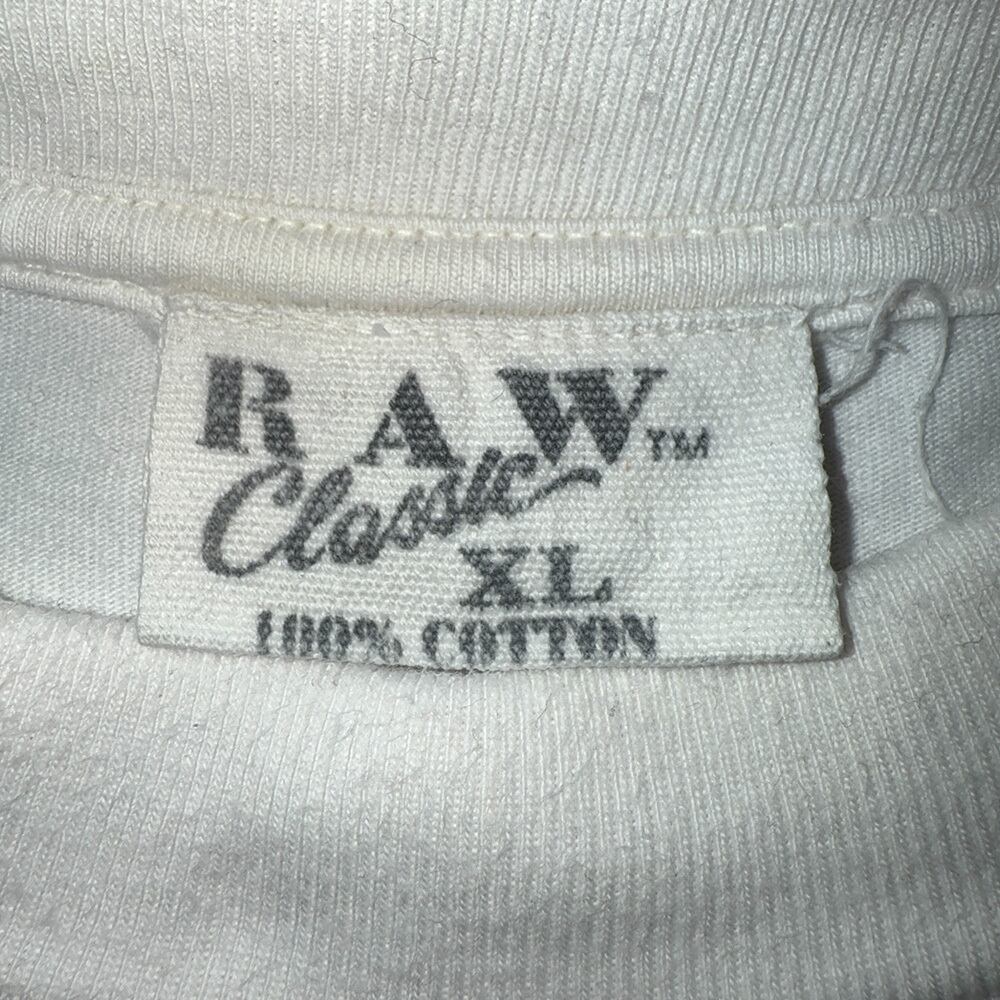 RAW™
Classic
XL
100% COTTON